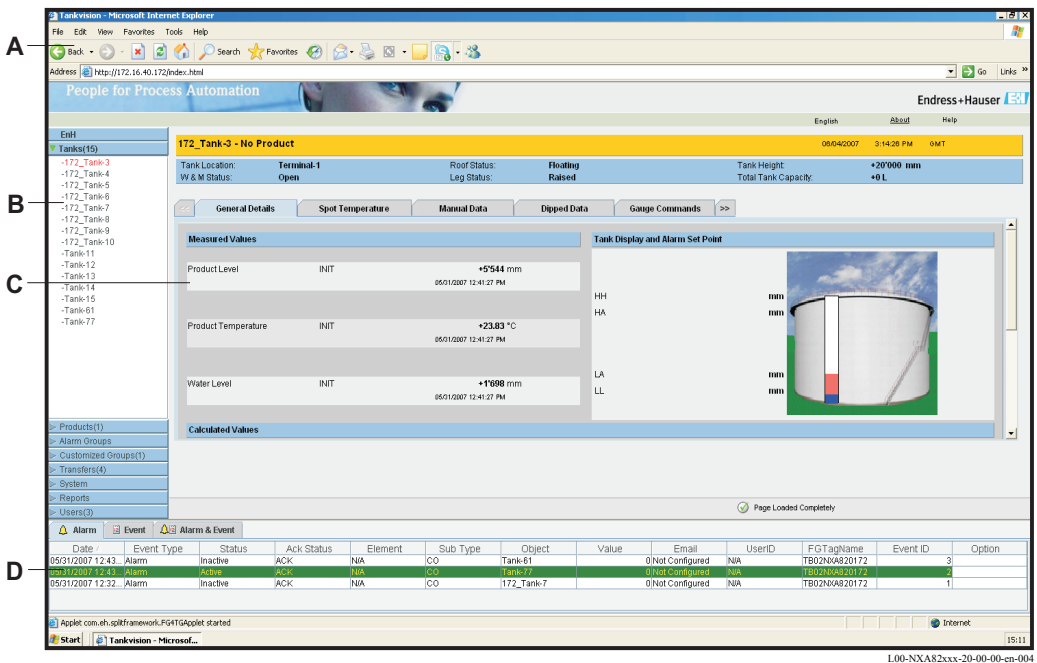 Tankvision - Microsoft Internet Explorer
File Edit View Favorites Tools Help
A
Back Search Favorites
Address http://172.16.40.172/index.html Go Links »
People for Process Automation
Endress+Hauser EH
English About Help
EnH
Tanks(15)
-172_Tank-3
-172_Tank-4
-172_Tank-5
-172_Tank-6
-172_Tank-7
-172_Tank-8
-172_Tank-9
-172_Tank-10
-Tank-11
-Tank-12
-Tank-13
-Tank-14
-Tank-15
-Tank-61
-Tank-77
B
C
172_Tank-3 - No Product 06/04/2007 3:14:26 PM GMT
Tank Location: Terminal-1 Roof Status: Floating Tank Height: +20'000 mm
W & M Status: Open Leg Status: Raised Total Tank Capacity: +0 L
<< General Details Spot Temperature Manual Data Dipped Data Gauge Commands >>
Measured Values
Product Level INIT +5'544 mm
05/31/2007 12:41:27 PM
Product Temperature INIT +23.83 °C
05/31/2007 12:41:27 PM
Water Level INIT +1'698 mm
05/31/2007 12:41:27 PM
Calculated Values
Tank Display and Alarm Set Point
HH mm
HA mm
LA mm
LL mm
Products(1)
Alarm Groups
Customized Groups(1)
Transfers(4)
System
Reports
Users(3)
Page Loaded Completely
Alarm Event Alarm & Event
Date / Event Type Status Ack Status Element Sub Type Object Value Email UserID FGTagName Event ID Option
05/31/2007 12:43... Alarm Inactive ACK N/A CO Tank-61 0 Not Configured N/A TB02NXA820172 3
D
05/31/2007 12:43... Alarm Active ACK N/A CO Tank-77 0 Not Configured N/A TB02NXA820172 2
05/31/2007 12:32... Alarm Inactive ACK N/A CO 172_Tank-7 0 Not Configured N/A TB02NXA820172 1
Applet com.eh.splitframework.FG4TGApplet started Internet
Start Tankvision - Microsof... 15:11
L00-NXA82xxx-20-00-00-en-004